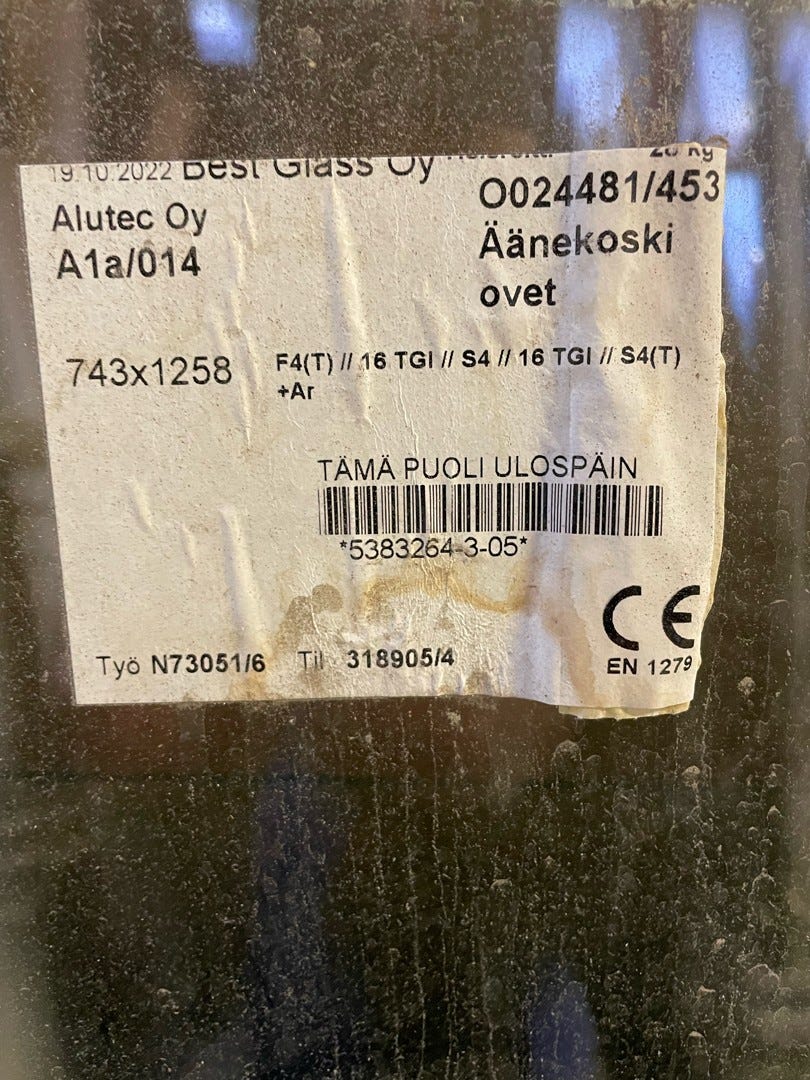 19.10.2022 Best Glass Oy
O024481/453
Alutec Oy
Äänekoski
A1a/014
ovet
743x1258
F4(T) // 16 TGI // S4 // 16 TGI // S4(T)
+Ar
TÄMÄ PUOLI ULOSPÄIN
*5383264-3-05*
CE
EN 1279
Työ N73051/6 Til 318905/4